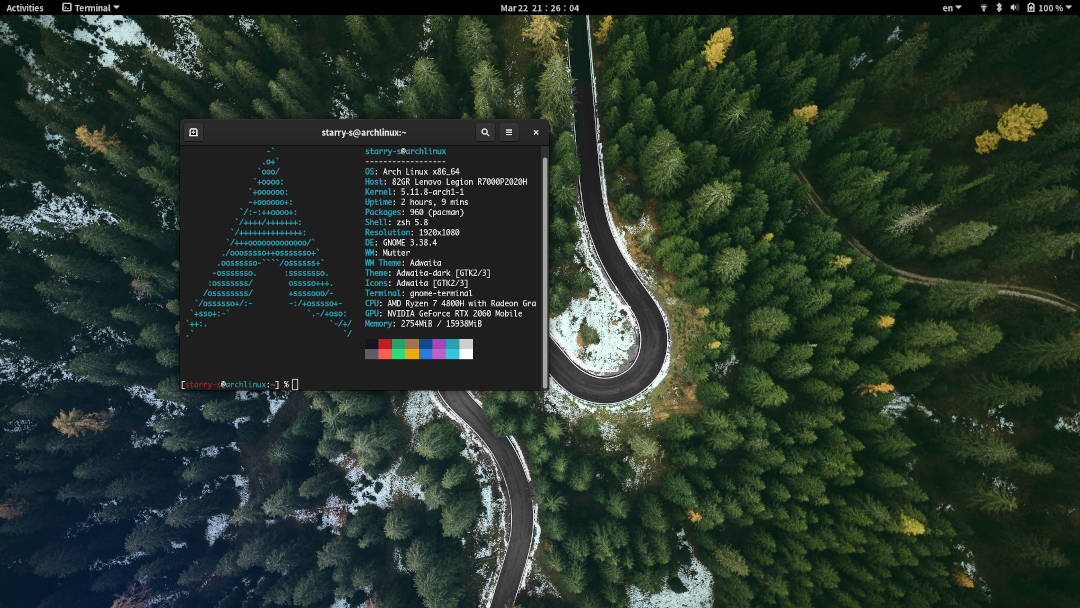 Activities Terminal Mar 22 21:26:04 en 100 %
starry-s@archlinux:~
starry-s@archlinux
------------------
OS: Arch Linux x86_64
Host: 82GR Lenovo Legion R7000P2020H
Kernel: 5.11.8-arch1-1
Uptime: 2 hours, 9 mins
Packages: 960 (pacman)
Shell: zsh 5.8
Resolution: 1920x1080
DE: GNOME 3.38.4
WM: Mutter
WM Theme: Adwaita
Theme: Adwaita-dark [GTK2/3]
Icons: Adwaita [GTK2/3]
Terminal: gnome-terminal
CPU: AMD Ryzen 7 4800H with Radeon Gra
GPU: NVIDIA GeForce RTX 2060 Mobile
Memory: 2754MiB / 15938MiB
[starry-s@archlinux:~] %